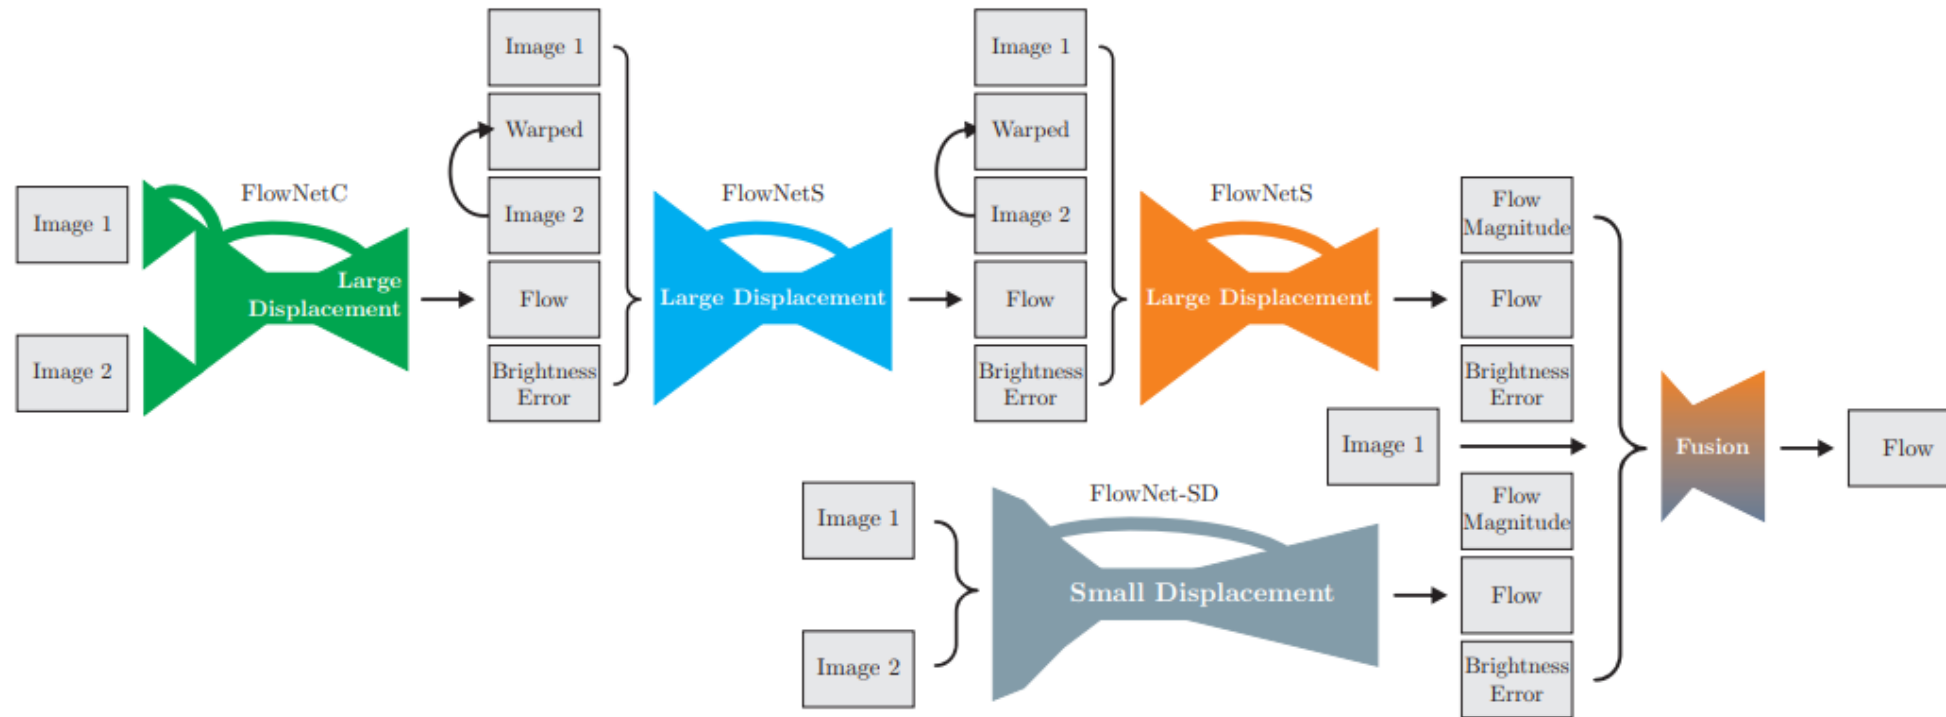 Image 1
Image 2
FlowNetC
Large
Displacement
Image 1
Warped
Image 2
Flow
Brightness
Error
FlowNetS
Large Displacement
Image 1
Warped
Image 2
Flow
Brightness
Error
FlowNetS
Large Displacement
Flow
Magnitude
Flow
Brightness
Error
Image 1
Image 1
Image 2
FlowNet-SD
Small Displacement
Flow
Magnitude
Flow
Brightness
Error
Fusion
Flow